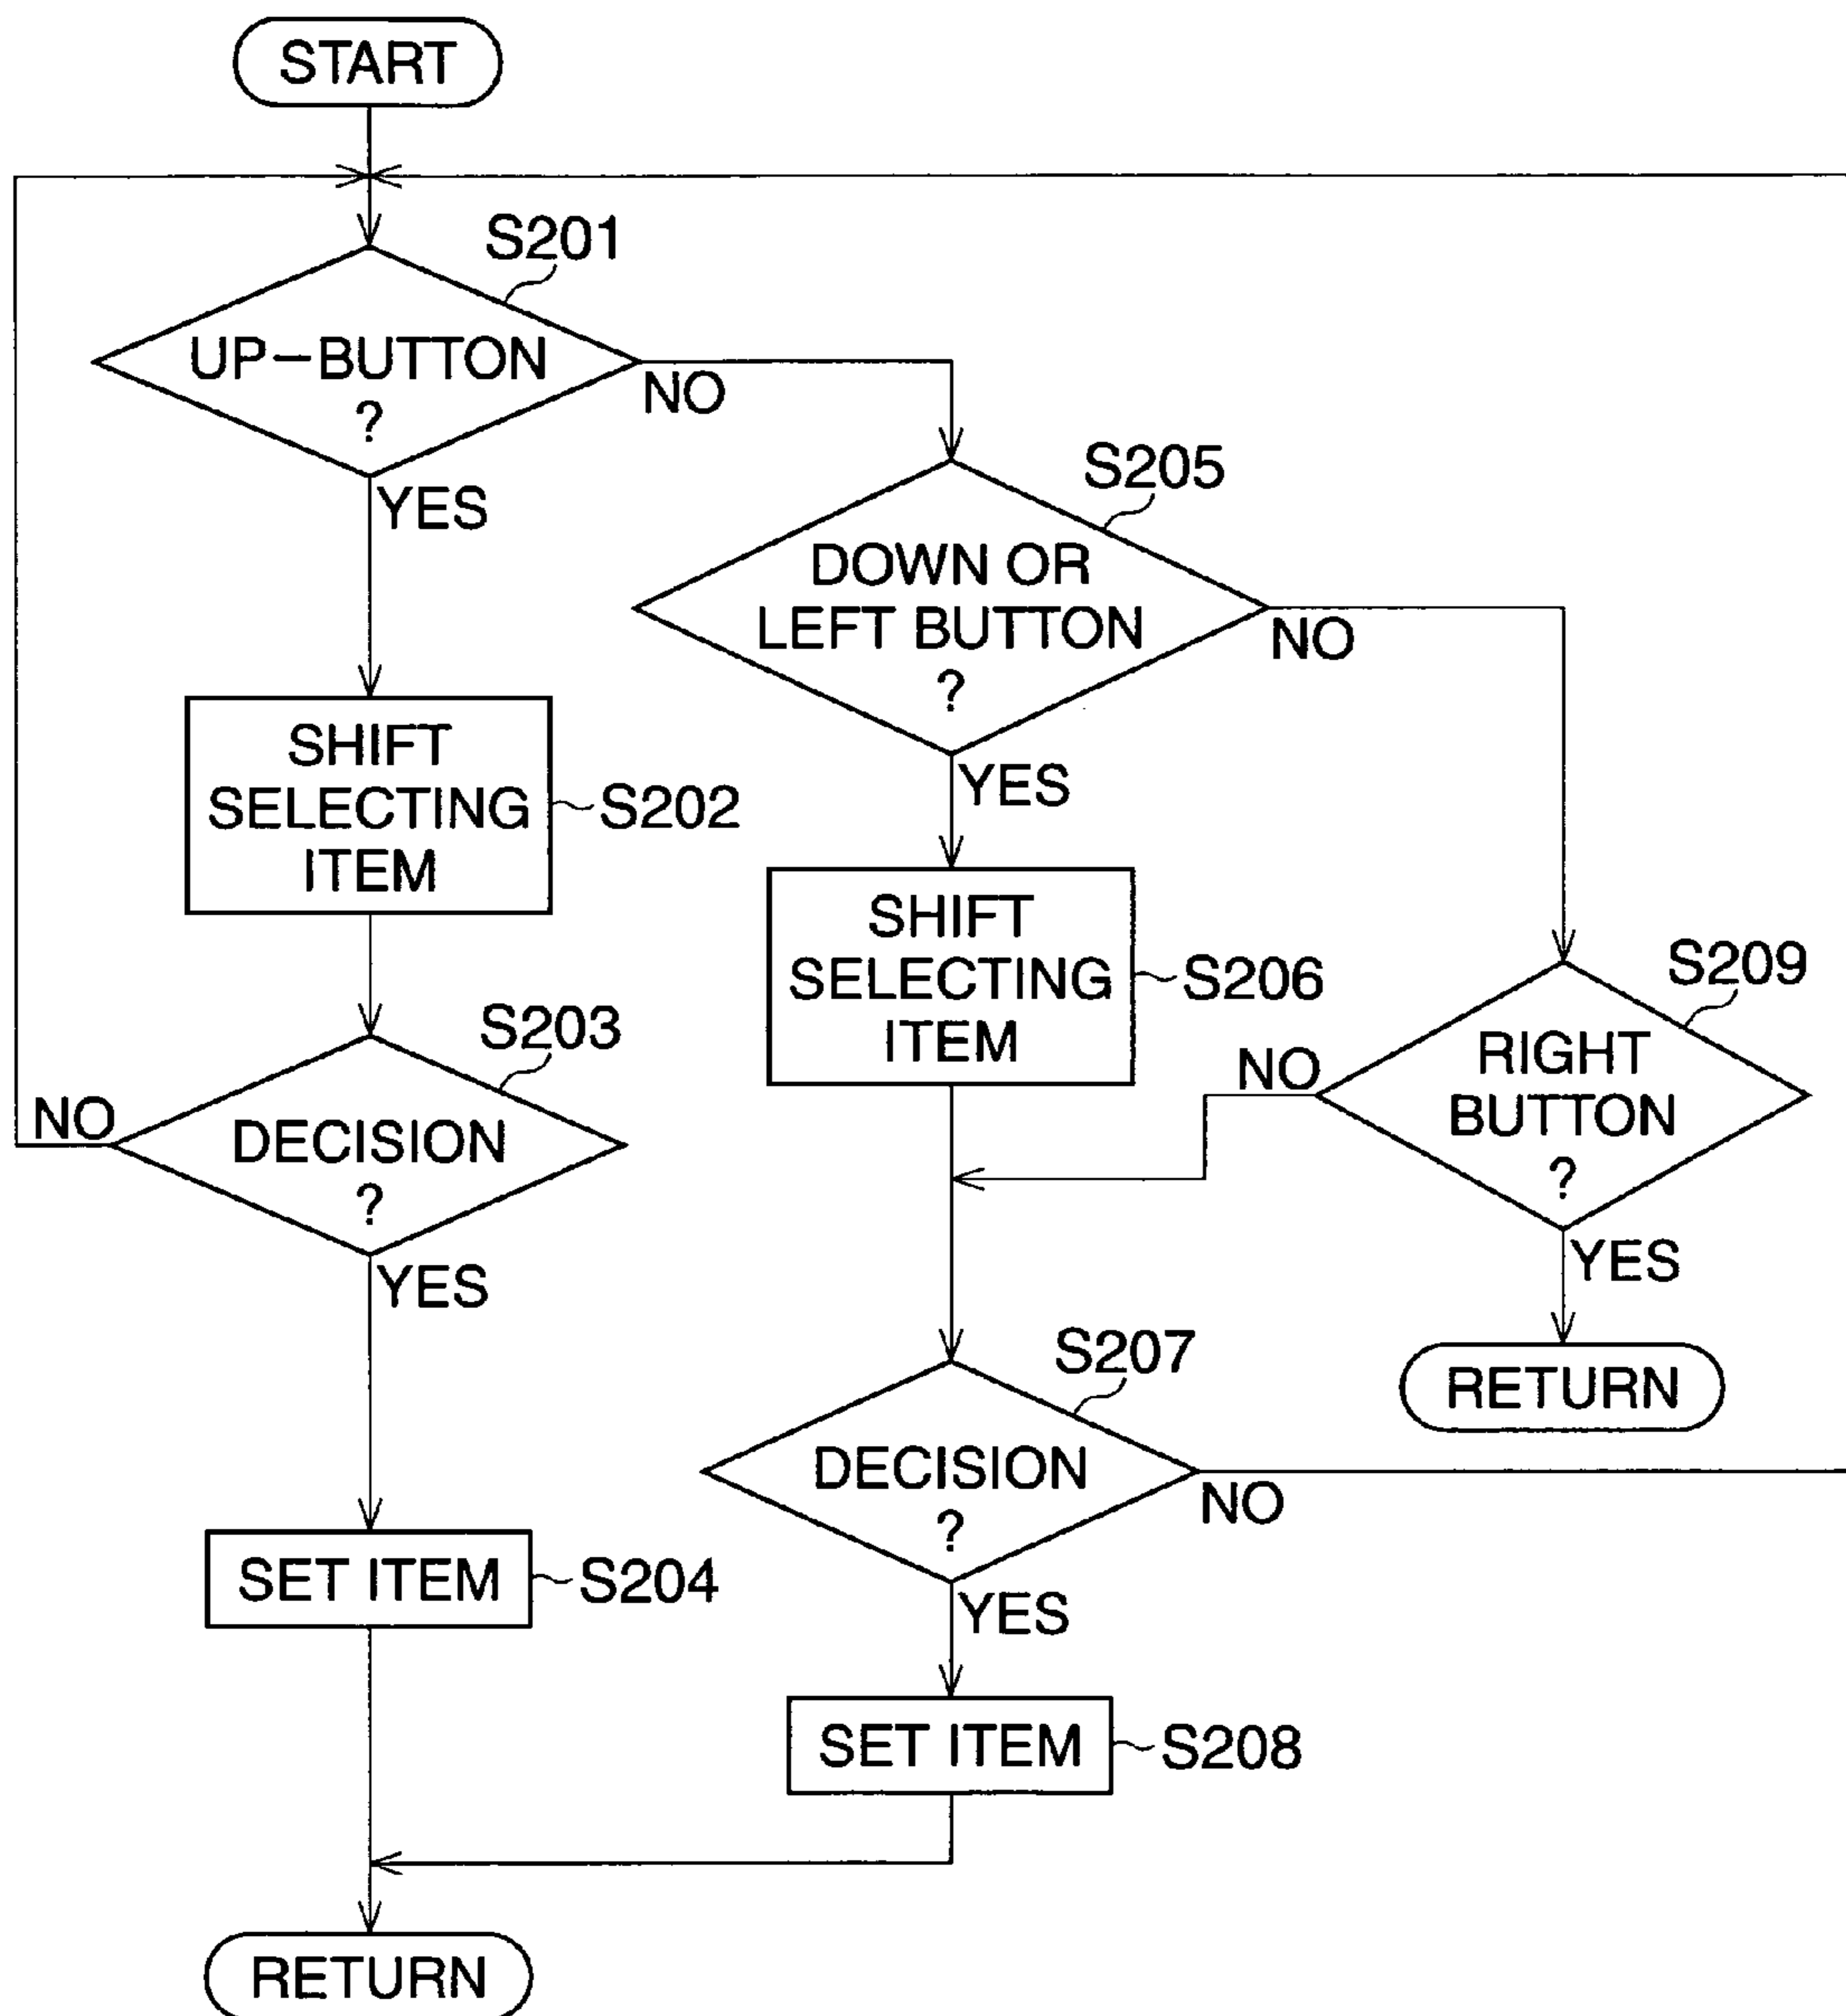 START
S201
UP-BUTTON
?
NO
YES
S205
DOWN OR
LEFT BUTTON
?
NO
YES
SHIFT
SELECTING
ITEM
S202
SHIFT
SELECTING
ITEM
S206
S209
RIGHT
BUTTON
?
NO
YES
RETURN
S203
DECISION
?
NO
YES
S207
DECISION
?
NO
YES
SET ITEM
S204
SET ITEM
S208
RETURN